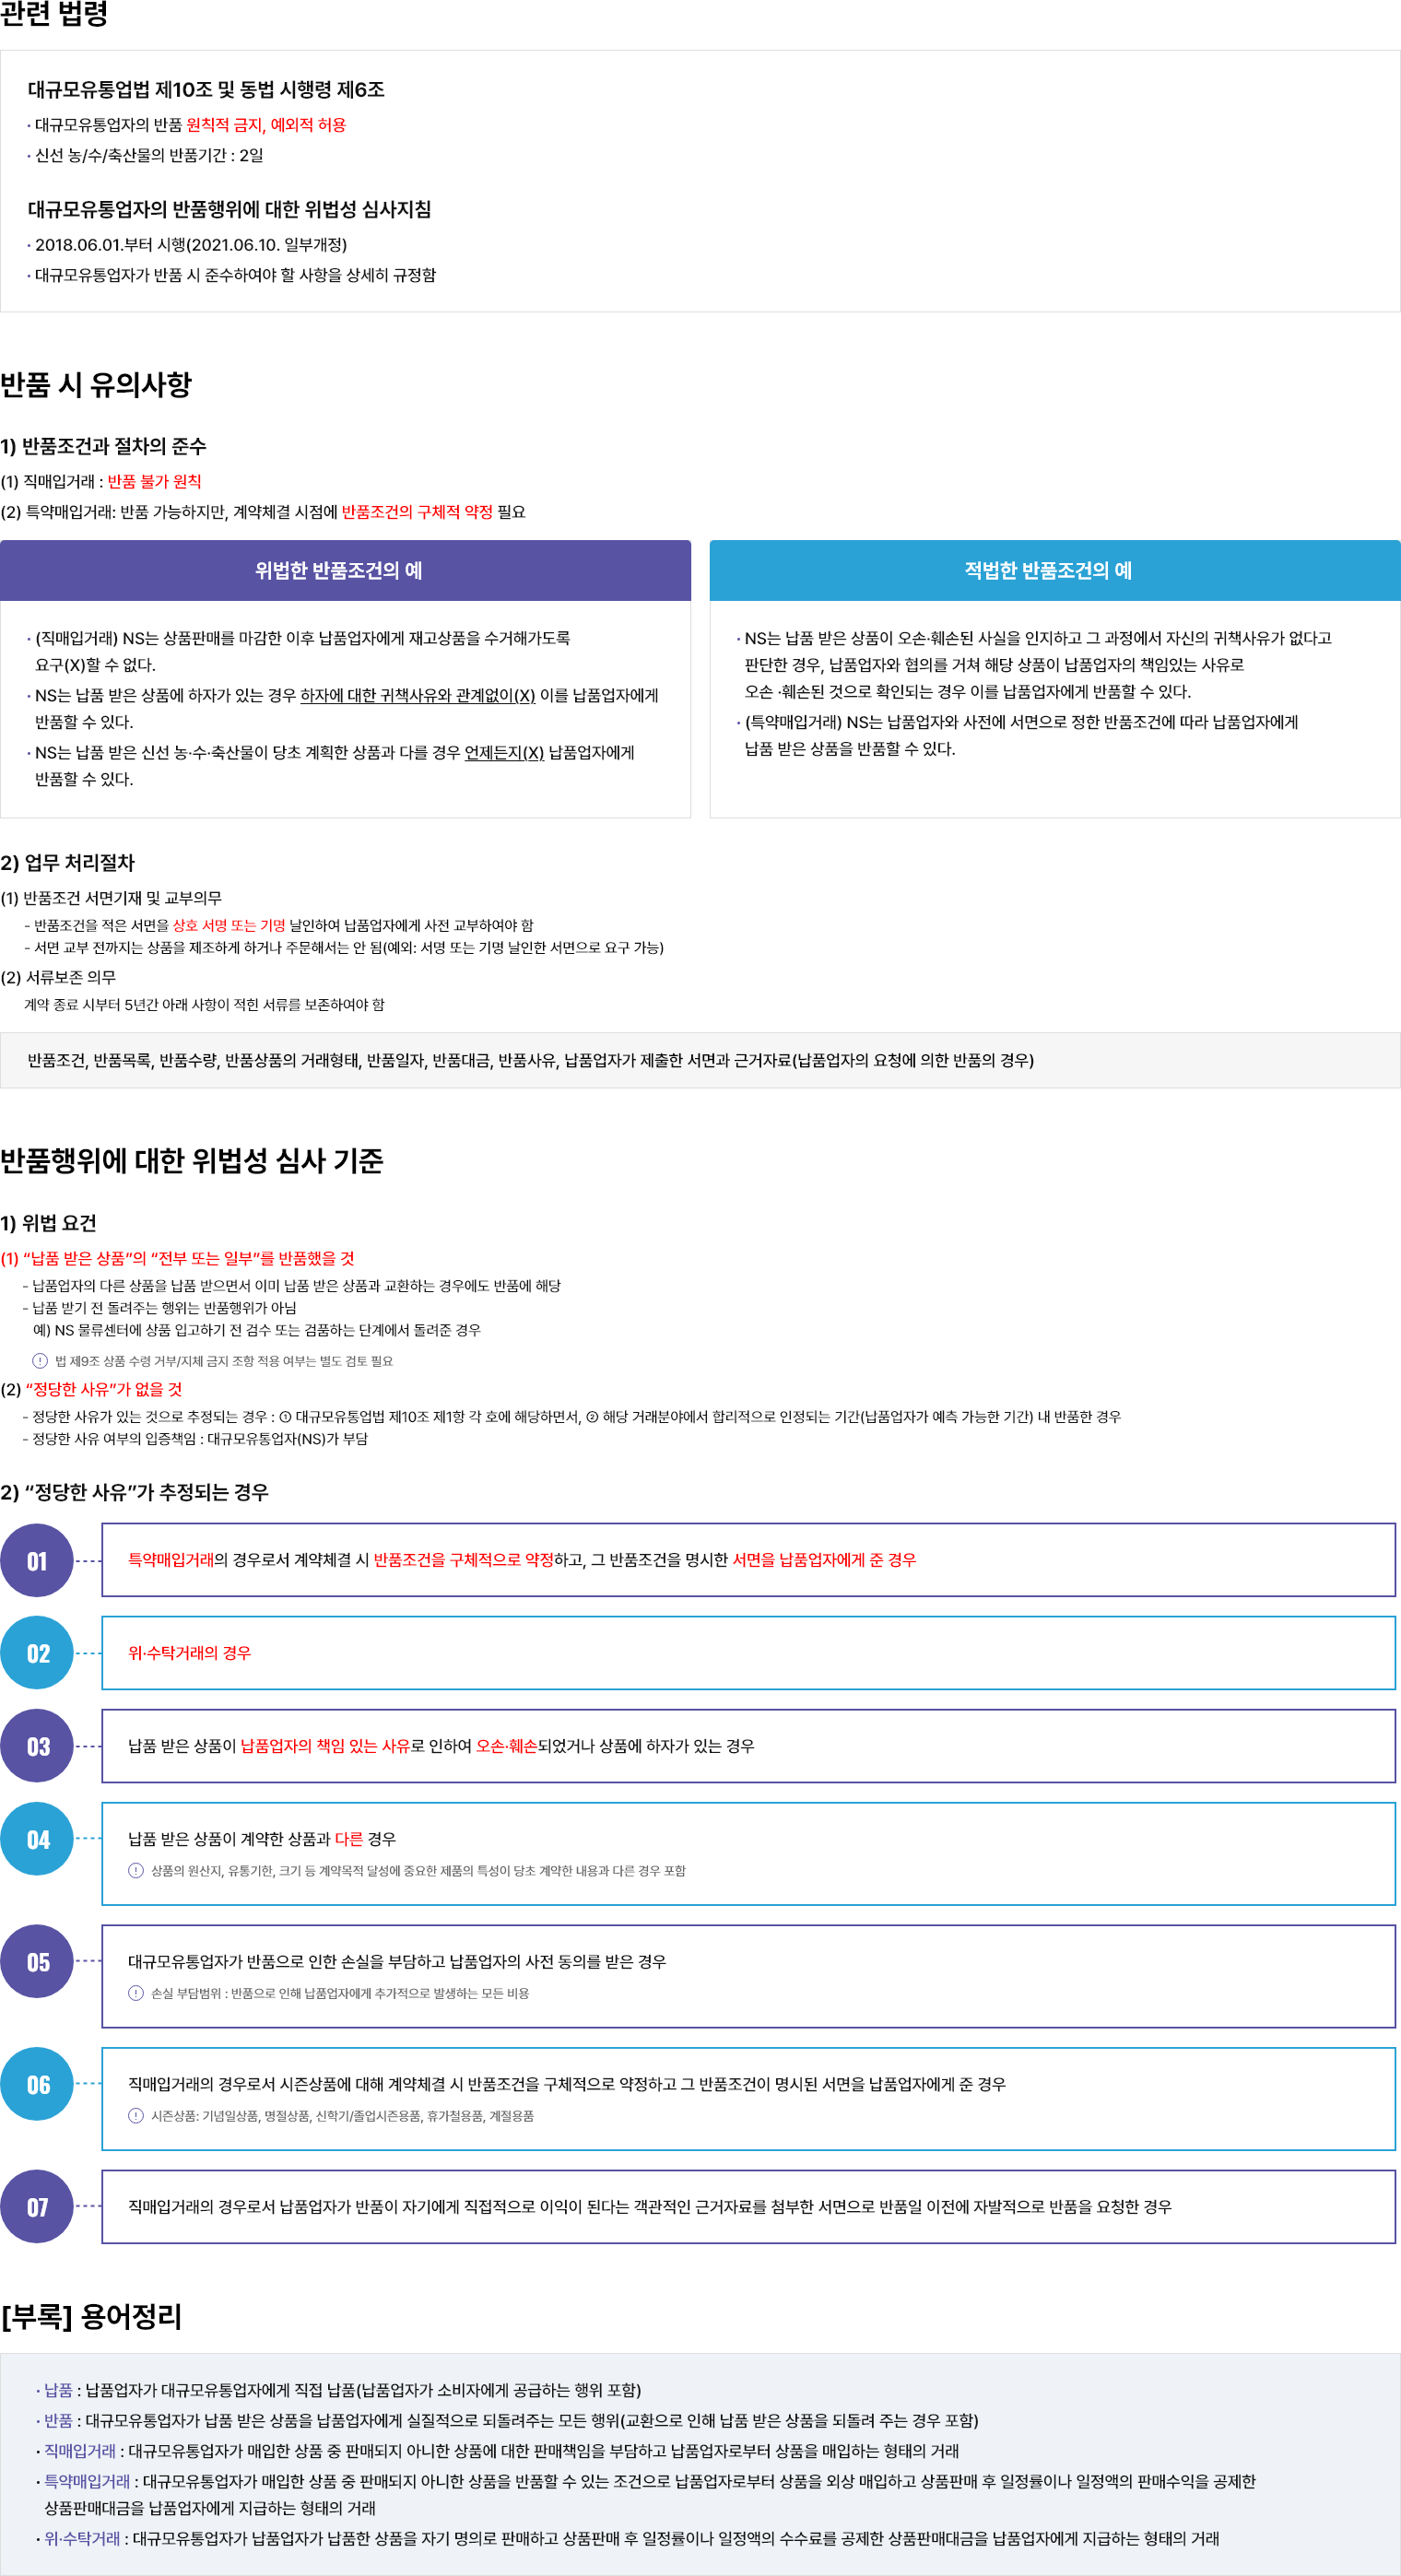 관련 법령
대규모유통업법 제10조 및 동법 시행령 제6조
· 대규모유통업자의 반품 원칙적 금지, 예외적 허용
· 신선 농/수/축산물의 반품기간 : 2일
대규모유통업자의 반품행위에 대한 위법성 심사지침
· 2018.06.01.부터 시행(2021.06.10. 일부개정)
· 대규모유통업자가 반품 시 준수하여야 할 사항을 상세히 규정함
반품 시 유의사항
1) 반품조건과 절차의 준수
(1) 직매입거래 : 반품 불가 원칙
(2) 특약매입거래: 반품 가능하지만, 계약체결 시점에 반품조건의 구체적 약정 필요
위법한 반품조건의 예
· (직매입거래) NS는 상품판매를 마감한 이후 납품업자에게 재고상품을 수거해가도록
요구(X)할 수 없다.
· NS는 납품 받은 상품에 하자가 있는 경우 하자에 대한 귀책사유와 관계없이(X) 이를 납품업자에게
반품할 수 있다.
· NS는 납품 받은 신선 농·수·축산물이 당초 계획한 상품과 다를 경우 언제든지(X) 납품업자에게
반품할 수 있다.
적법한 반품조건의 예
· NS는 납품 받은 상품이 오손·훼손된 사실을 인지하고 그 과정에서 자신의 귀책사유가 없다고
판단한 경우, 납품업자와 협의를 거쳐 해당 상품이 납품업자의 책임있는 사유로
오손 ·훼손된 것으로 확인되는 경우 이를 납품업자에게 반품할 수 있다.
· (특약매입거래) NS는 납품업자와 사전에 서면으로 정한 반품조건에 따라 납품업자에게
납품 받은 상품을 반품할 수 있다.
2) 업무 처리절차
(1) 반품조건 서면기재 및 교부의무
- 반품조건을 적은 서면을 상호 서명 또는 기명 날인하여 납품업자에게 사전 교부하여야 함
- 서면 교부 전까지는 상품을 제조하게 하거나 주문해서는 안 됨(예외: 서명 또는 기명 날인한 서면으로 요구 가능)
(2) 서류보존 의무
계약 종료 시부터 5년간 아래 사항이 적힌 서류를 보존하여야 함
반품조건, 반품목록, 반품수량, 반품상품의 거래형태, 반품일자, 반품대금, 반품사유, 납품업자가 제출한 서면과 근거자료(납품업자의 요청에 의한 반품의 경우)
반품행위에 대한 위법성 심사 기준
1) 위법 요건
(1) “납품 받은 상품”의 “전부 또는 일부”를 반품했을 것
- 납품업자의 다른 상품을 납품 받으면서 이미 납품 받은 상품과 교환하는 경우에도 반품에 해당
- 납품 받기 전 돌려주는 행위는 반품행위가 아님
예) NS 물류센터에 상품 입고하기 전 검수 또는 검품하는 단계에서 돌려준 경우
! 법 제9조 상품 수령 거부/지체 금지 조항 적용 여부는 별도 검토 필요
(2) “정당한 사유”가 없을 것
- 정당한 사유가 있는 것으로 추정되는 경우 : ① 대규모유통업법 제10조 제1항 각 호에 해당하면서, ② 해당 거래분야에서 합리적으로 인정되는 기간(납품업자가 예측 가능한 기간) 내 반품한 경우
- 정당한 사유 여부의 입증책임 : 대규모유통업자(NS)가 부담
2) “정당한 사유”가 추정되는 경우
01 특약매입거래의 경우로서 계약체결 시 반품조건을 구체적으로 약정하고, 그 반품조건을 명시한 서면을 납품업자에게 준 경우
02 위·수탁거래의 경우
03 납품 받은 상품이 납품업자의 책임 있는 사유로 인하여 오손·훼손되었거나 상품에 하자가 있는 경우
04 납품 받은 상품이 계약한 상품과 다른 경우
! 상품의 원산지, 유통기한, 크기 등 계약목적 달성에 중요한 제품의 특성이 당초 계약한 내용과 다른 경우 포함
05 대규모유통업자가 반품으로 인한 손실을 부담하고 납품업자의 사전 동의를 받은 경우
! 손실 부담범위 : 반품으로 인해 납품업자에게 추가적으로 발생하는 모든 비용
06 직매입거래의 경우로서 시즌상품에 대해 계약체결 시 반품조건을 구체적으로 약정하고 그 반품조건이 명시된 서면을 납품업자에게 준 경우
! 시즌상품: 기념일상품, 명절상품, 신학기/졸업시즌용품, 휴가철용품, 계절용품
07 직매입거래의 경우로서 납품업자가 반품이 자기에게 직접적으로 이익이 된다는 객관적인 근거자료를 첨부한 서면으로 반품일 이전에 자발적으로 반품을 요청한 경우
[부록] 용어정리
· 납품 : 납품업자가 대규모유통업자에게 직접 납품(납품업자가 소비자에게 공급하는 행위 포함)
· 반품 : 대규모유통업자가 납품 받은 상품을 납품업자에게 실질적으로 되돌려주는 모든 행위(교환으로 인해 납품 받은 상품을 되돌려 주는 경우 포함)
· 직매입거래 : 대규모유통업자가 매입한 상품 중 판매되지 아니한 상품에 대한 판매책임을 부담하고 납품업자로부터 상품을 매입하는 형태의 거래
· 특약매입거래 : 대규모유통업자가 매입한 상품 중 판매되지 아니한 상품을 반품할 수 있는 조건으로 납품업자로부터 상품을 외상 매입하고 상품판매 후 일정률이나 일정액의 판매수익을 공제한
상품판매대금을 납품업자에게 지급하는 형태의 거래
· 위·수탁거래 : 대규모유통업자가 납품업자가 납품한 상품을 자기 명의로 판매하고 상품판매 후 일정률이나 일정액의 수수료를 공제한 상품판매대금을 납품업자에게 지급하는 형태의 거래